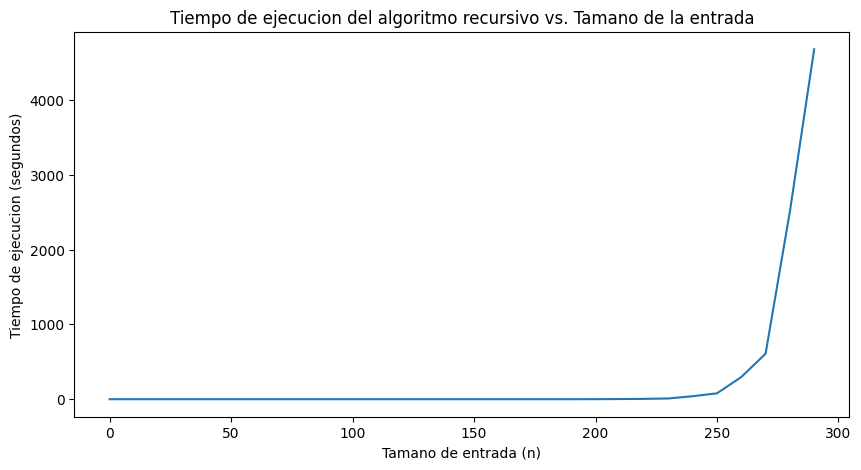 Tiempo de ejecucion del algoritmo recursivo vs. Tamano de la entrada
4000
3000
2000
1000
0
Tiempo de ejecucion (segundos)
0 50 100 150 200 250 300
Tamano de entrada (n)